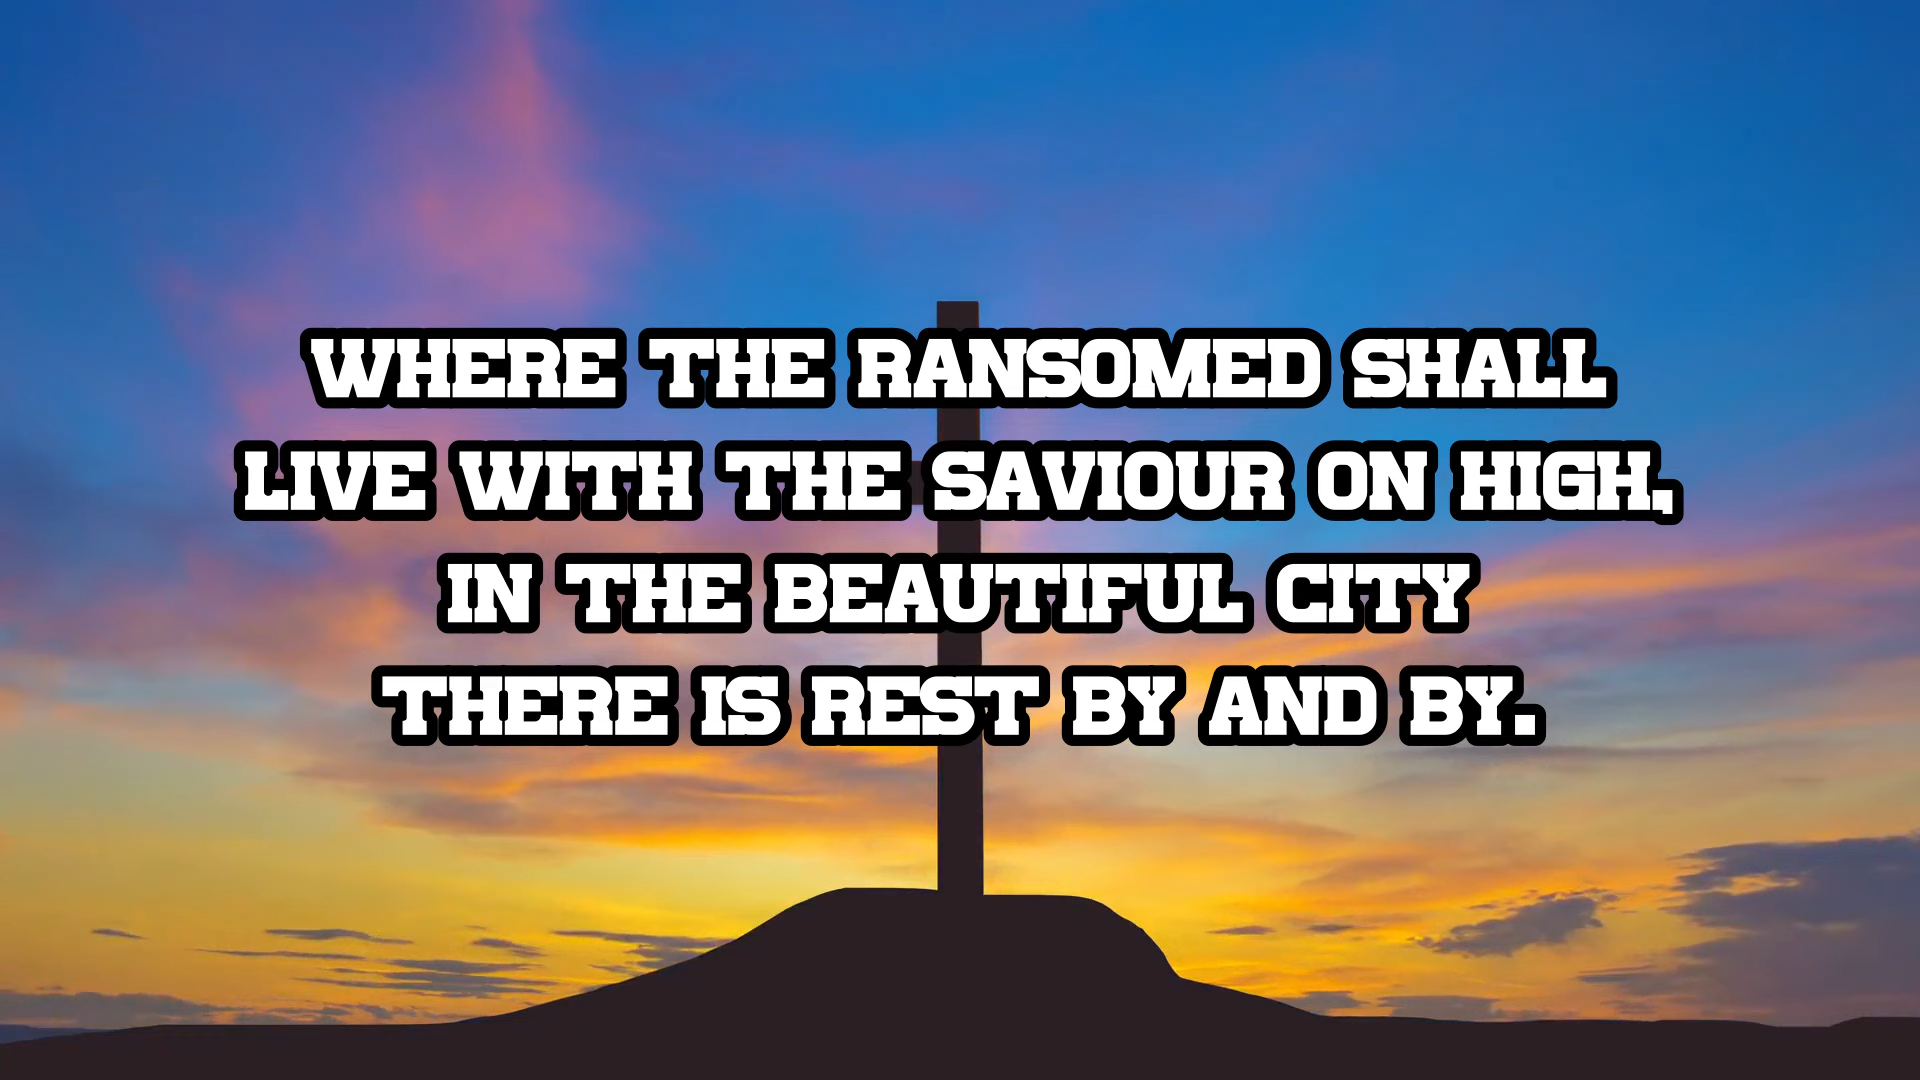 WHERE THE RANSOMED SHALL
LIVE WITH THE SAVIOUR ON HIGH,
IN THE BEAUTIFUL CITY
THERE IS REST BY AND BY.